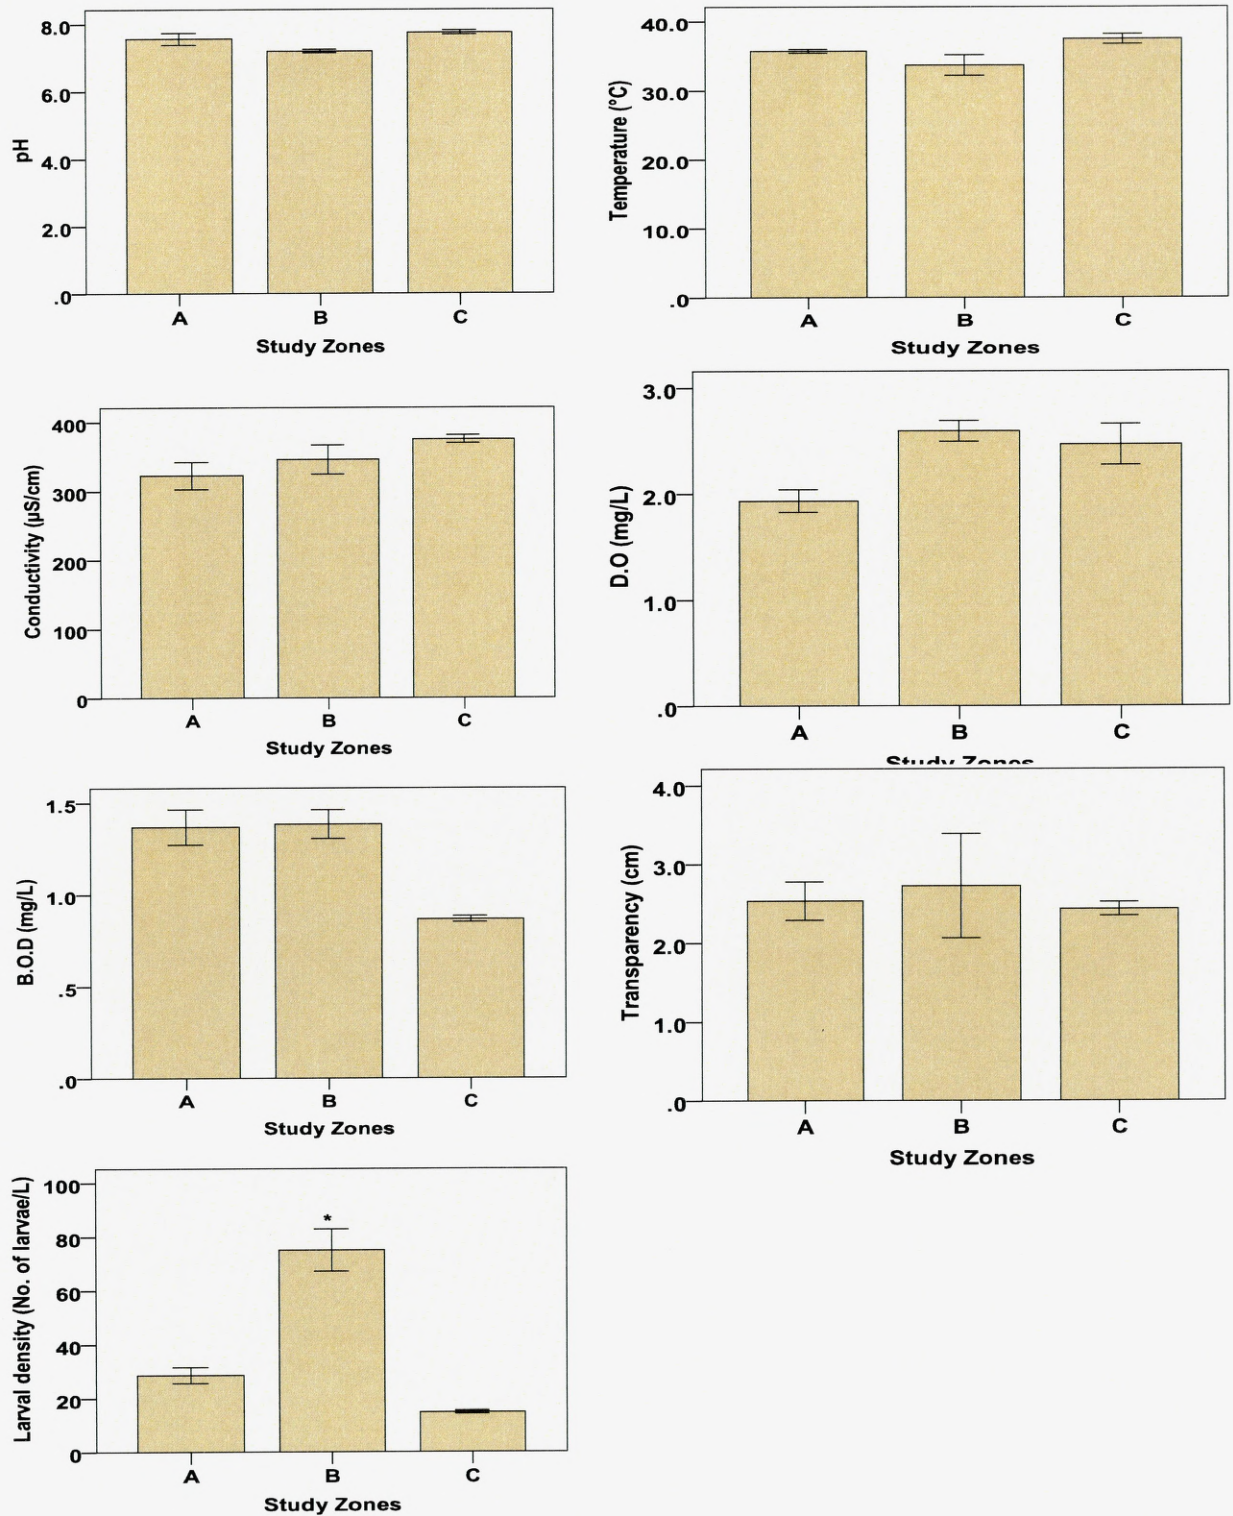 8.0
6.0
4.0
2.0
.0
pH
A B C
Study Zones
40.0
30.0
20.0
10.0
.0
Temperature (°C)
A B C
Study Zones
400
300
200
100
0
Conductivity (µS/cm)
A B C
Study Zones
3.0
2.0
1.0
.0
D.O (mg/L)
A B C
Study Zones
1.5
1.0
.5
.0
B.O.D (mg/L)
A B C
Study Zones
4.0
3.0
2.0
1.0
.0
Transparency (cm)
A B C
Study Zones
100
80
60
40
20
0
Larval density (No. of larvae/L)
*
A B C
Study Zones